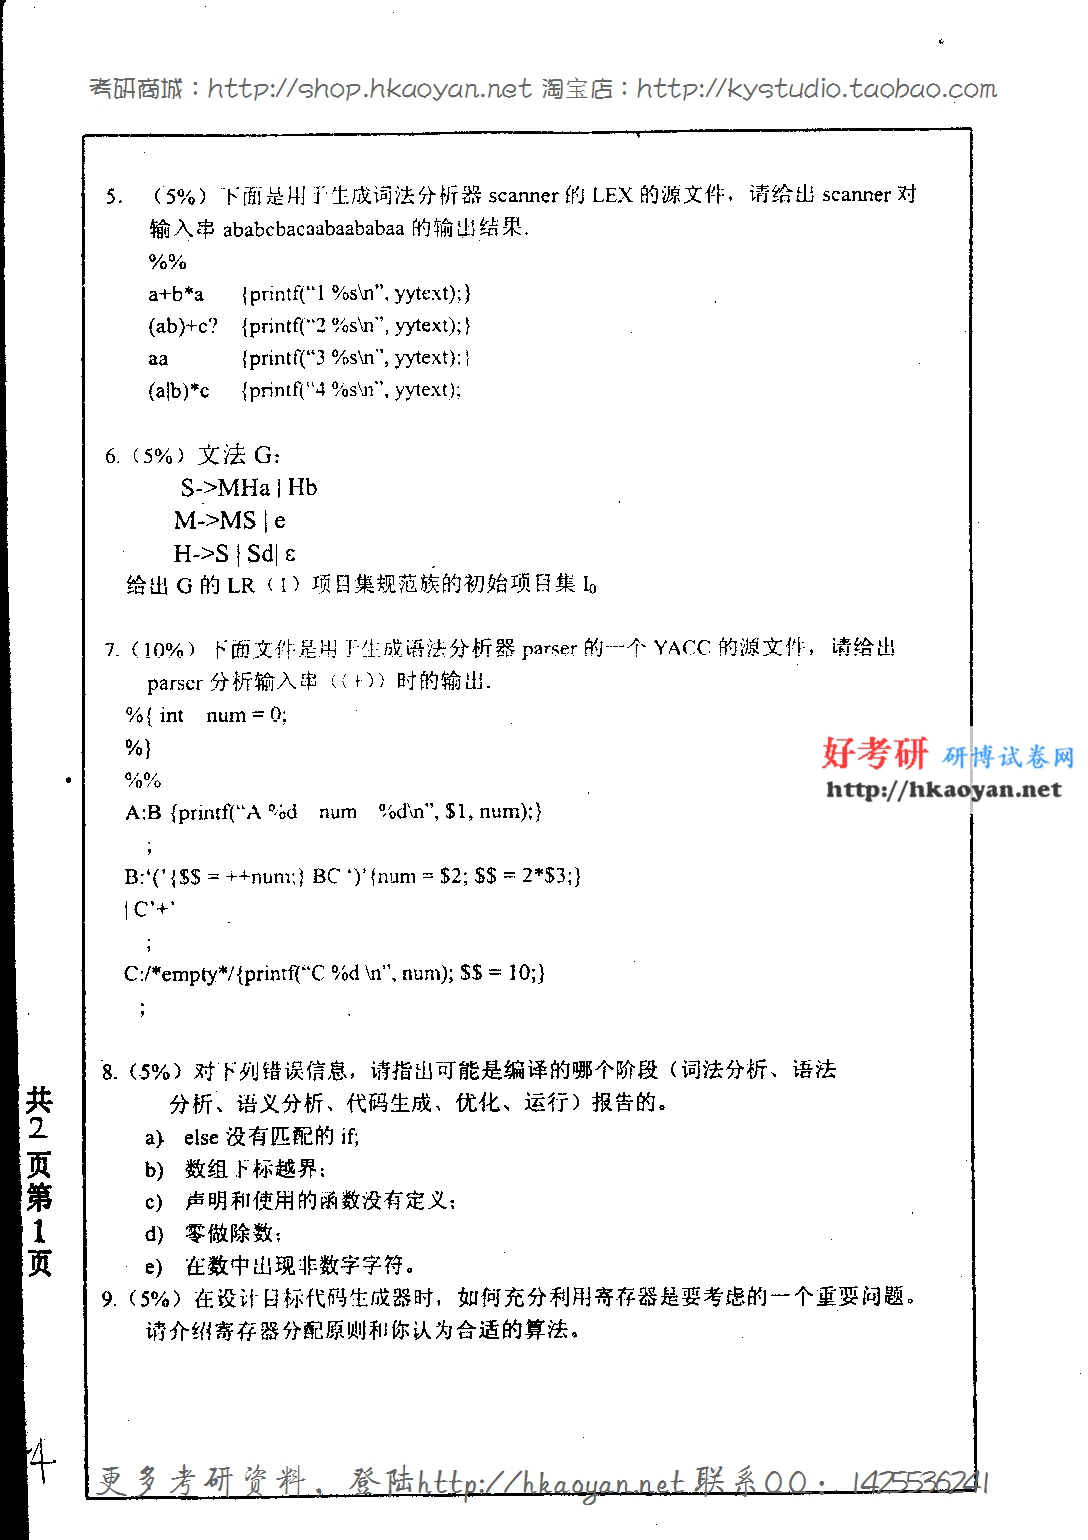 考研商城：http://shop.hkaoyan.net 淘宝店：http://kystudio.taobao.com
5. （5%）下面是用于生成词法分析器 scanner 的 LEX 的源文件，请给出 scanner 对
输入串 ababcbacaabaababaa 的输出结果.
%%
a+b*a {printf(“1 %s\n”, yytext);}
(ab)+c? {printf(“2 %s\n”, yytext);}
aa {printf(“3 %s\n”, yytext);}
(a|b)*c {printf(“4 %s\n”, yytext);
6.（5%）文法 G:
S->MHa | Hb
M->MS | e
H->S | Sd| ε
给出 G 的 LR（1）项目集规范族的初始项目集 I₀
7.（10%）下面文件是用于生成语法分析器 parser 的一个 YACC 的源文件，请给出
parser 分析输入串（（+））时的输出.
%{ int num = 0;
%}
%%
A:B {printf(“A %d num %d\n”, $1, num);}
;
B:‘(’{$$ = ++num;} BC ‘)’{num = $2; $$ = 2*$3;}
| C’+’
;
C:/*empty*/{printf(“C %d \n”, num); $$ = 10;}
;
好考研 研博试卷网
http://hkaoyan.net
8.（5%）对下列错误信息，请指出可能是编译的哪个阶段（词法分析、语法
分析、语义分析、代码生成、优化、运行）报告的。
a) else 没有匹配的 if;
b) 数组下标越界;
c) 声明和使用的函数没有定义;
d) 零做除数;
e) 在数中出现非数字字符。
9.（5%）在设计目标代码生成器时，如何充分利用寄存器是要考虑的一个重要问题。
请介绍寄存器分配原则和你认为合适的算法。
共2页第1页
4
更多考研资料，登陆http://hkaoyan.net联系QQ：1425536241